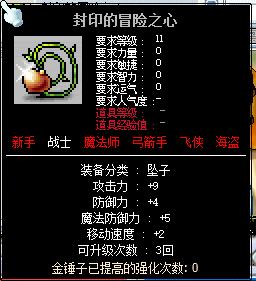 封印的冒险之心
要求等级 : 11
要求力量 : 0
要求敏捷 : 0
要求智力 : 0
要求运气 : 0
要求人气度 : -
道具等级 : -
道具经验值 : -
新手 战士 魔法师 弓箭手 飞侠 海盗
装备分类 : 坠子
攻击力 : +9
防御力 : +4
魔法防御力 : +5
移动速度 : +2
可升级次数 : 3回
金锤子已提高的强化次数: 0